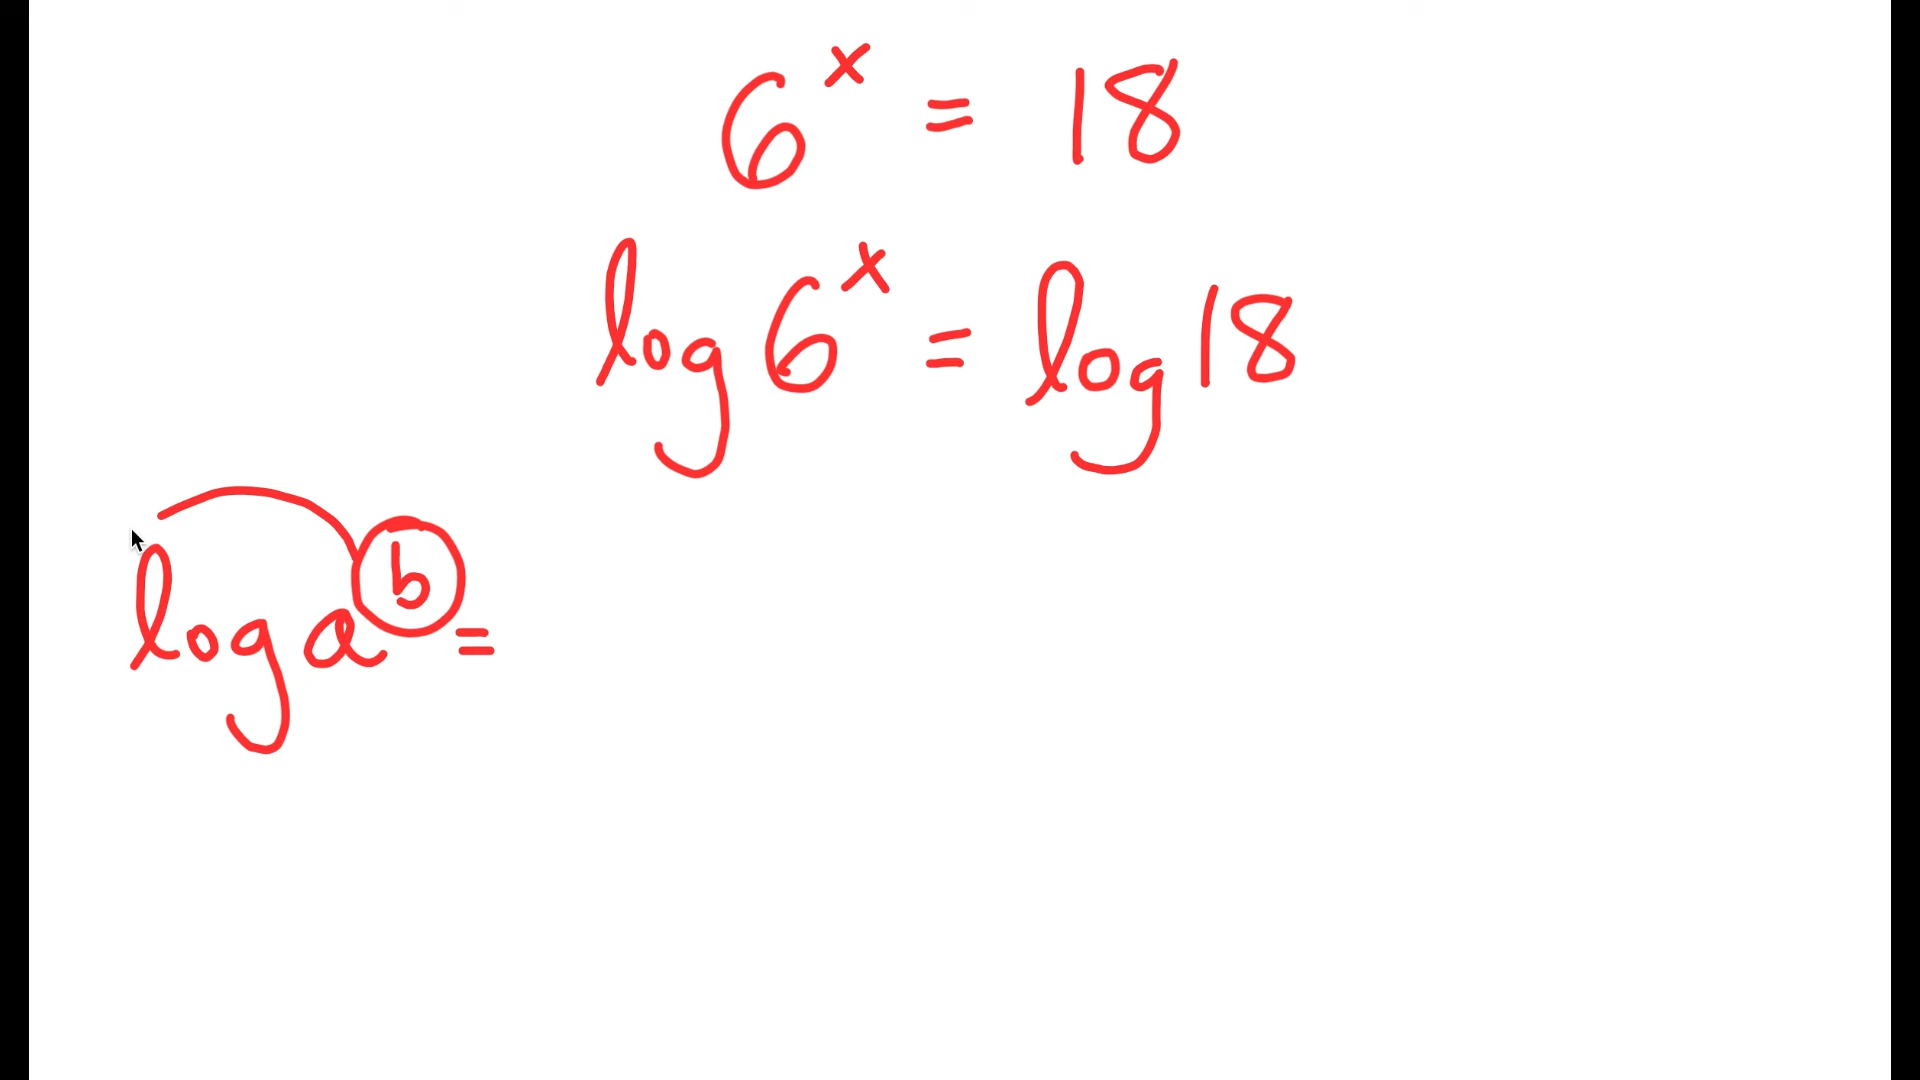 6^x = 18
log 6^x = log 18
log a^b =